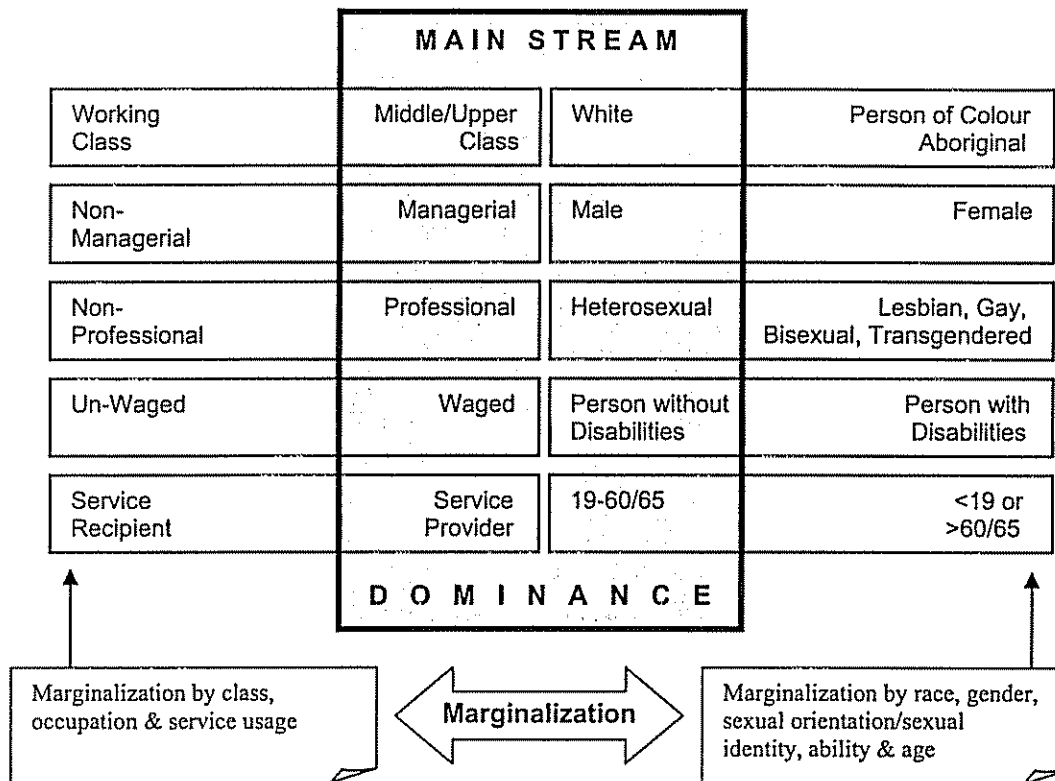 MAIN STREAM
Working
Class
Middle/Upper
Class
White
Person of Colour
Aboriginal
Non-
Managerial
Managerial
Male
Female
Non-
Professional
Professional
Heterosexual
Lesbian, Gay,
Bisexual, Transgendered
Un-Waged
Waged
Person without
Disabilities
Person with
Disabilities
Service
Recipient
Service
Provider
19-60/65
<19 or
>60/65
DOMINANCE
Marginalization by class,
occupation & service usage
Marginalization
Marginalization by race, gender,
sexual orientation/sexual
identity, ability & age